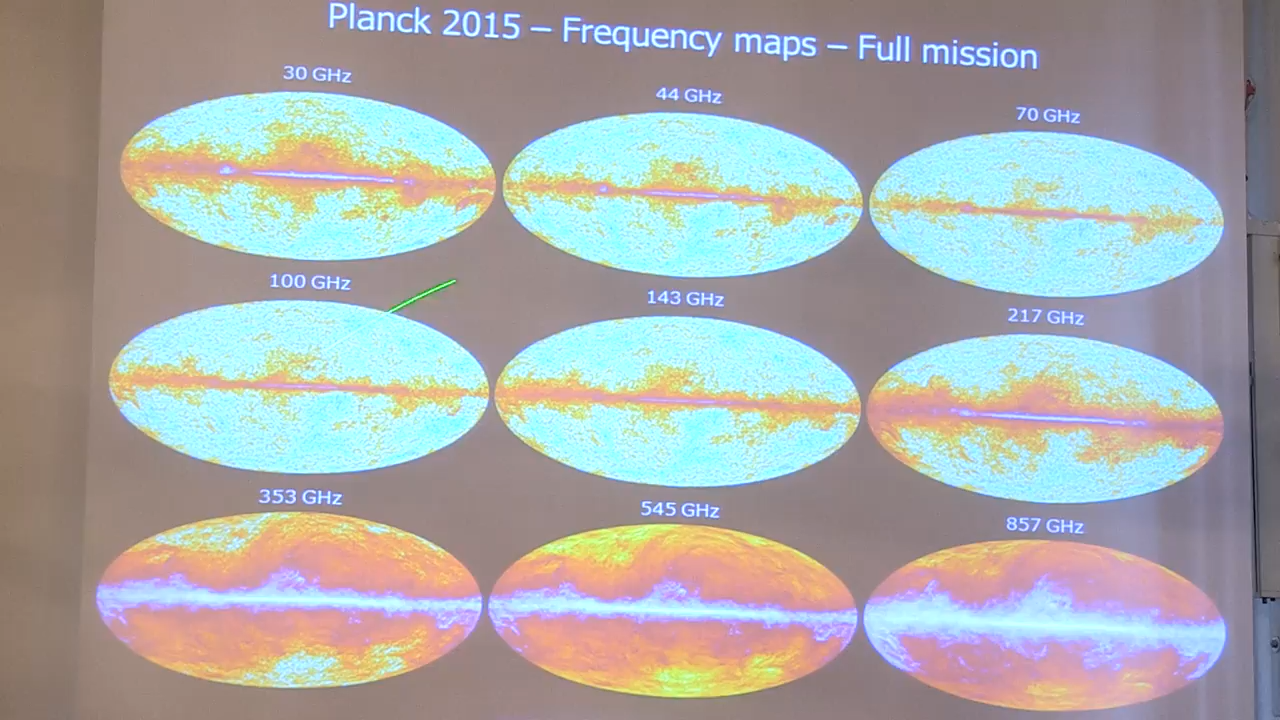 Planck 2015 – Frequency maps – Full mission
30 GHz
44 GHz
70 GHz
100 GHz
143 GHz
217 GHz
353 GHz
545 GHz
857 GHz